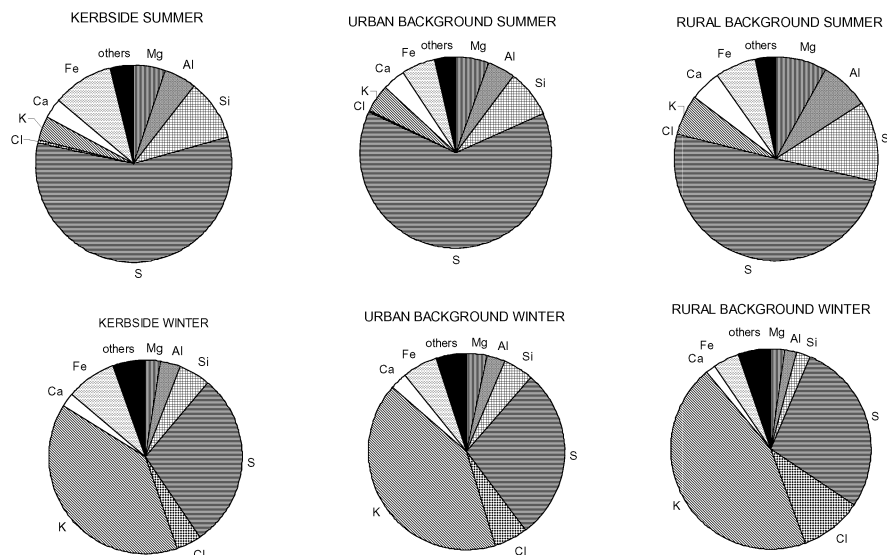 KERBSIDE SUMMER
others
Mg
Al
Si
S
Cl
K
Ca
Fe
URBAN BACKGROUND SUMMER
others
Mg
Al
Si
S
Cl
K
Ca
Fe
RURAL BACKGROUND SUMMER
others
Mg
Al
S
S
Cl
K
Ca
Fe
KERBSIDE WINTER
others
Mg
Al
Si
S
Cl
K
Ca
Fe
URBAN BACKGROUND WINTER
others
Mg
Al
Si
S
Cl
K
Ca
Fe
RURAL BACKGROUND WINTER
others
Mg
Al
Si
S
Cl
K
Ca
Fe